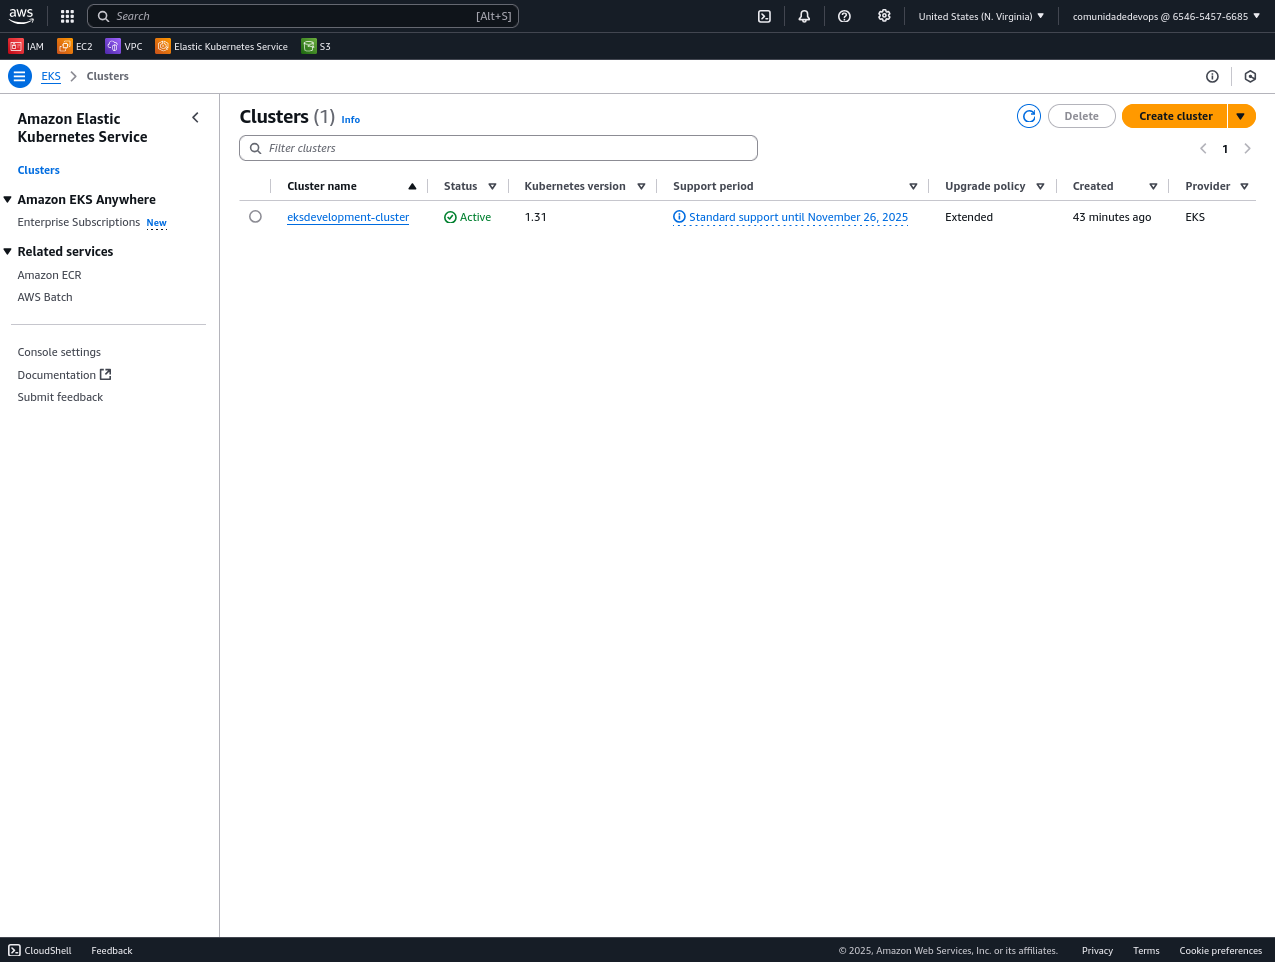 aws
Search [Alt+S]
United States (N. Virginia)
comunidadedevops @ 6546-5457-6685
IAM EC2 VPC Elastic Kubernetes Service S3
EKS Clusters
Amazon Elastic
Kubernetes Service
Clusters
Amazon EKS Anywhere
Enterprise Subscriptions New
Related services
Amazon ECR
AWS Batch
Console settings
Documentation
Submit feedback
Clusters (1) Info
Delete
Create cluster
Filter clusters
1
Cluster name Status Kubernetes version Support period Upgrade policy Created Provider
eksdevelopment-cluster Active 1.31 Standard support until November 26, 2025 Extended 43 minutes ago EKS
CloudShell Feedback © 2025, Amazon Web Services, Inc. or its affiliates. Privacy Terms Cookie preferences